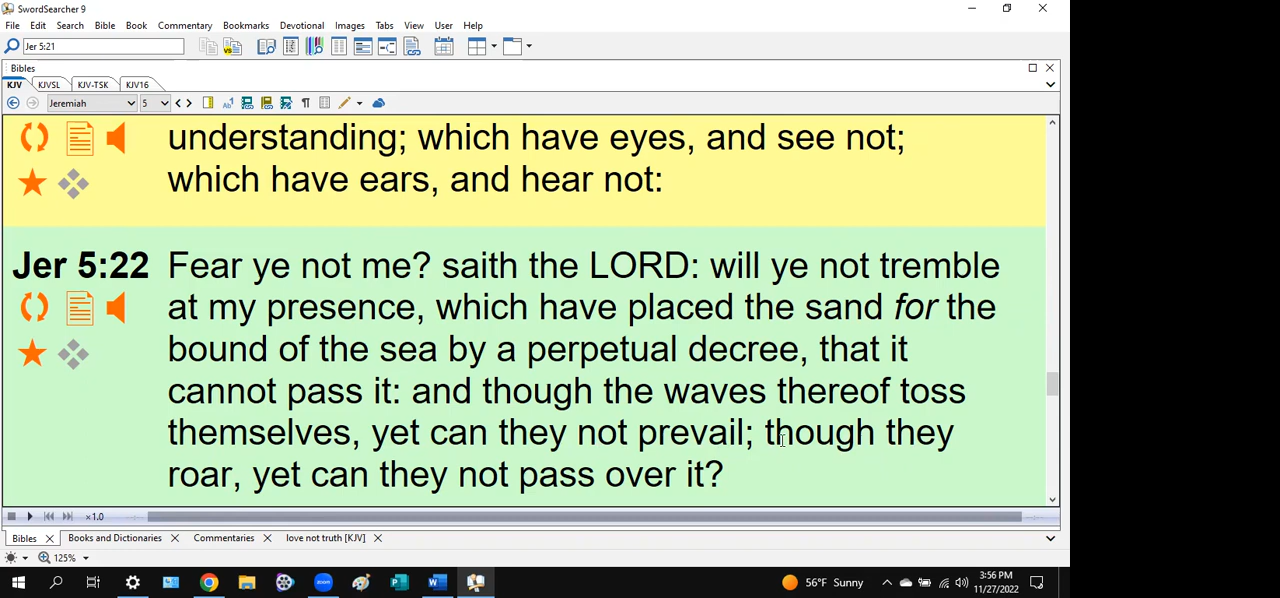 SwordSearcher 9
File Edit Search Bible Book Commentary Bookmarks Devotional Images Tabs View User Help
Jer 5:21
Bibles
KJV KJVSL KJV-TSK KJV16
Jeremiah 5
understanding; which have eyes, and see not;
which have ears, and hear not:
Jer 5:22 Fear ye not me? saith the LORD: will ye not tremble
at my presence, which have placed the sand for the
bound of the sea by a perpetual decree, that it
cannot pass it: and though the waves thereof toss
themselves, yet can they not prevail; though they
roar, yet can they not pass over it?
×1.0
Bibles Books and Dictionaries Commentaries love not truth [KJV]
125%
56°F Sunny 3:56 PM
11/27/2022